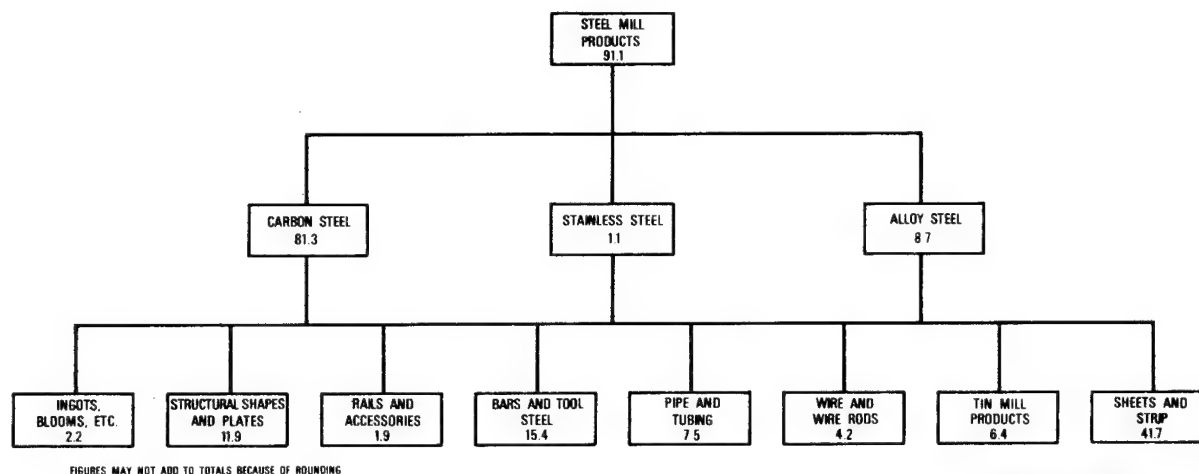 STEEL MILL
PRODUCTS
91.1
CARBON STEEL
81.3
STAINLESS STEEL
1.1
ALLOY STEEL
8.7
INGOTS,
BLOOMS, ETC.
2.2
STRUCTURAL SHAPES
AND PLATES
11.9
RAILS AND
ACCESSORIES
1.9
BARS AND TOOL
STEEL
15.4
PIPE AND
TUBING
7.5
WIRE AND
WIRE RODS
4.2
TIN MILL
PRODUCTS
6.4
SHEETS AND
STRIP
41.7
FIGURES MAY NOT ADD TO TOTALS BECAUSE OF ROUNDING